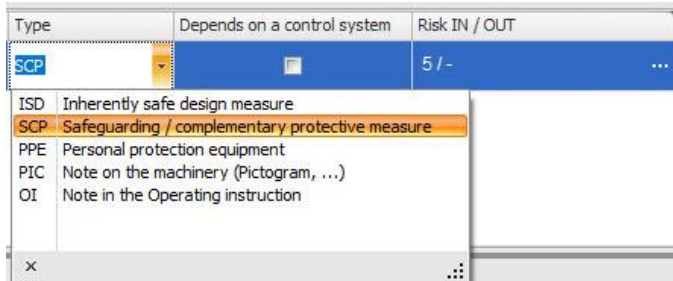 Type Depends on a control system Risk IN / OUT
SCP 5 / - ...
ISD Inherently safe design measure
SCP Safeguarding / complementary protective measure
PPE Personal protection equipment
PIC Note on the machinery (Pictogram, ...)
OI Note in the Operating instruction
x